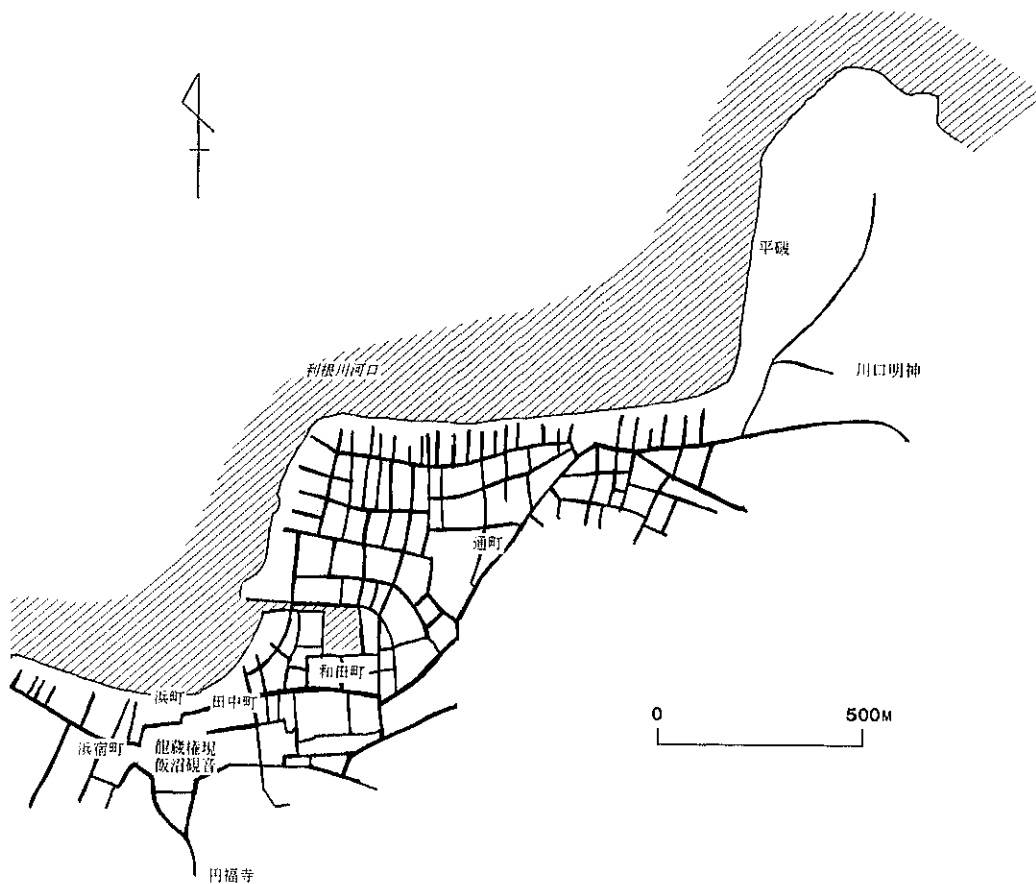 平磯
利根川河口
川口明神
通町
和田町
浜町
田中町
0 500M
浜宿町
龍蔵権現
飯沼観音
円福寺